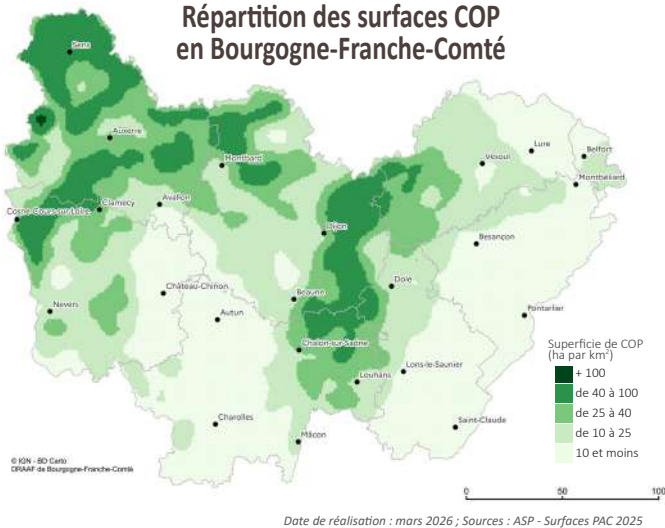 Répartition des surfaces COP
en Bourgogne-Franche-Comté
Sens
Auxerre
Montbard
Vesoul
Lure
Belfort
Montbéliard
Avallon
Clamecy
Cosne-Cours-sur-Loire
Dijon
Besançon
Château-Chinon
Beaune
Dole
Nevers
Autun
Pontarlier
Chalon-sur-Saône
Louhans
Lons-le-Saunier
Charolles
Mâcon
Saint-Claude
Superficie de COP
(ha par km²)
+ 100
de 40 à 100
de 25 à 40
de 10 à 25
10 et moins
© IGN - BD Carto
DRAAF de Bourgogne-Franche-Comté
0 50 100
Date de réalisation : mars 2026 ; Sources : ASP - Surfaces PAC 2025